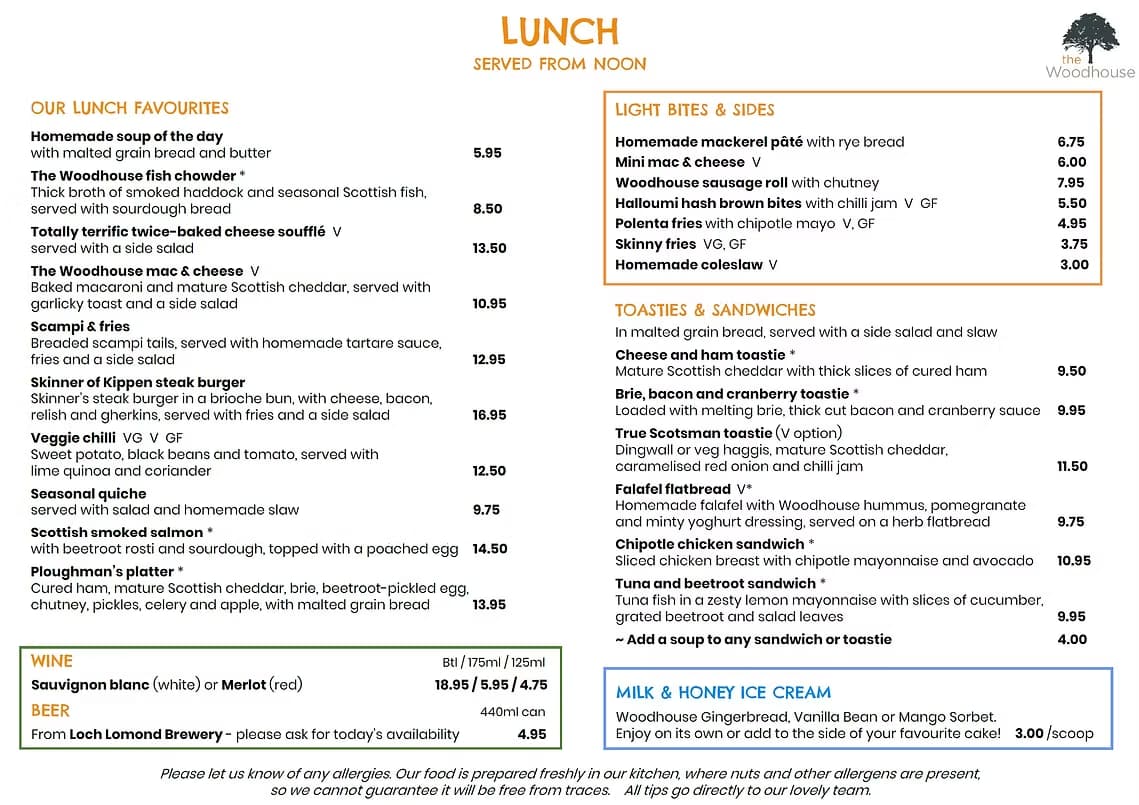 LUNCH
SERVED FROM NOON
the
Woodhouse
OUR LUNCH FAVOURITES
Homemade soup of the day
with malted grain bread and butter 5.95
The Woodhouse fish chowder *
Thick broth of smoked haddock and seasonal Scottish fish,
served with sourdough bread 8.50
Totally terrific twice-baked cheese soufflé V
served with a side salad 13.50
The Woodhouse mac & cheese V
Baked macaroni and mature Scottish cheddar, served with
garlicky toast and a side salad 10.95
Scampi & fries
Breaded scampi tails, served with homemade tartare sauce,
fries and a side salad 12.95
Skinner of Kippen steak burger
Skinner's steak burger in a brioche bun, with cheese, bacon,
relish and gherkins, served with fries and a side salad 16.95
Veggie chilli VG V GF
Sweet potato, black beans and tomato, served with
lime quinoa and coriander 12.50
Seasonal quiche
served with salad and homemade slaw 9.75
Scottish smoked salmon *
with beetroot rosti and sourdough, topped with a poached egg 14.50
Ploughman's platter *
Cured ham, mature Scottish cheddar, brie, beetroot-pickled egg,
chutney, pickles, celery and apple, with malted grain bread 13.95
WINE Btl / 175ml / 125ml
Sauvignon blanc (white) or Merlot (red) 18.95 / 5.95 / 4.75
BEER 440ml can
From Loch Lomond Brewery - please ask for today's availability 4.95
LIGHT BITES & SIDES
Homemade mackerel pâté with rye bread 6.75
Mini mac & cheese V 6.00
Woodhouse sausage roll with chutney 7.95
Halloumi hash brown bites with chilli jam V GF 5.50
Polenta fries with chipotle mayo V, GF 4.95
Skinny fries VG, GF 3.75
Homemade coleslaw V 3.00
TOASTIES & SANDWICHES
In malted grain bread, served with a side salad and slaw
Cheese and ham toastie *
Mature Scottish cheddar with thick slices of cured ham 9.50
Brie, bacon and cranberry toastie *
Loaded with melting brie, thick cut bacon and cranberry sauce 9.95
True Scotsman toastie (V option)
Dingwall or veg haggis, mature Scottish cheddar,
caramelised red onion and chilli jam 11.50
Falafel flatbread V*
Homemade falafel with Woodhouse hummus, pomegranate
and minty yoghurt dressing, served on a herb flatbread 9.75
Chipotle chicken sandwich *
Sliced chicken breast with chipotle mayonnaise and avocado 10.95
Tuna and beetroot sandwich *
Tuna fish in a zesty lemon mayonnaise with slices of cucumber,
grated beetroot and salad leaves 9.95
~ Add a soup to any sandwich or toastie 4.00
MILK & HONEY ICE CREAM
Woodhouse Gingerbread, Vanilla Bean or Mango Sorbet.
Enjoy on its own or add to the side of your favourite cake! 3.00 /scoop
Please let us know of any allergies. Our food is prepared freshly in our kitchen, where nuts and other allergens are present,
so we cannot guarantee it will be free from traces. All tips go directly to our lovely team.